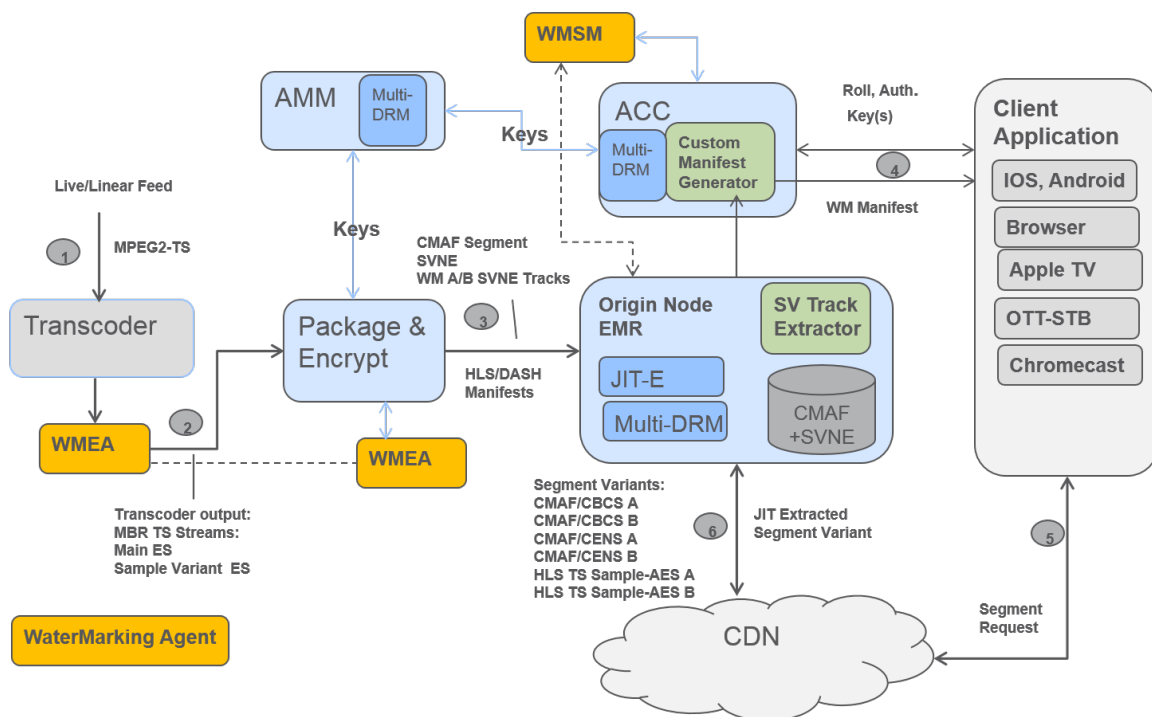 WMSM
AMM
Multi-
DRM
Keys
ACC
Multi-
DRM
Custom
Manifest
Generator
Roll, Auth.
Key(s)
4
WM Manifest
Client
Application
IOS, Android
Browser
Apple TV
OTT-STB
Chromecast
Live/Linear Feed
1
MPEG2-TS
Transcoder
Keys
CMAF Segment
SVNE
WM A/B SVNE Tracks
3
Package &
Encrypt
HLS/DASH
Manifests
Origin Node
EMR
SV Track
Extractor
JIT-E
Multi-DRM
CMAF
+SVNE
WMEA
2
WMEA
Transcoder output:
MBR TS Streams:
Main ES
Sample Variant ES
Segment Variants:
CMAF/CBCS A
CMAF/CBCS B
CMAF/CENS A
CMAF/CENS B
HLS TS Sample-AES A
HLS TS Sample-AES B
6
JIT Extracted
Segment Variant
5
Segment
Request
CDN
WaterMarking Agent